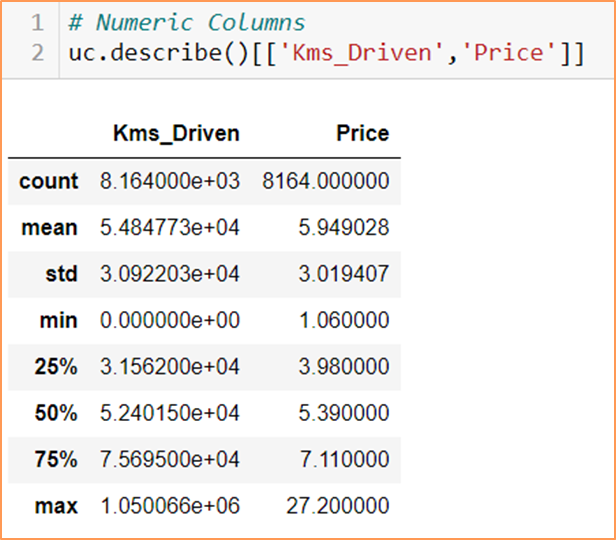 1 # Numeric Columns
2 uc.describe()[['Kms_Driven','Price']]
Kms_Driven Price
count 8.164000e+03 8164.000000
mean 5.484773e+04 5.949028
std 3.092203e+04 3.019407
min 0.000000e+00 1.060000
25% 3.156200e+04 3.980000
50% 5.240150e+04 5.390000
75% 7.569500e+04 7.110000
max 1.050066e+06 27.200000